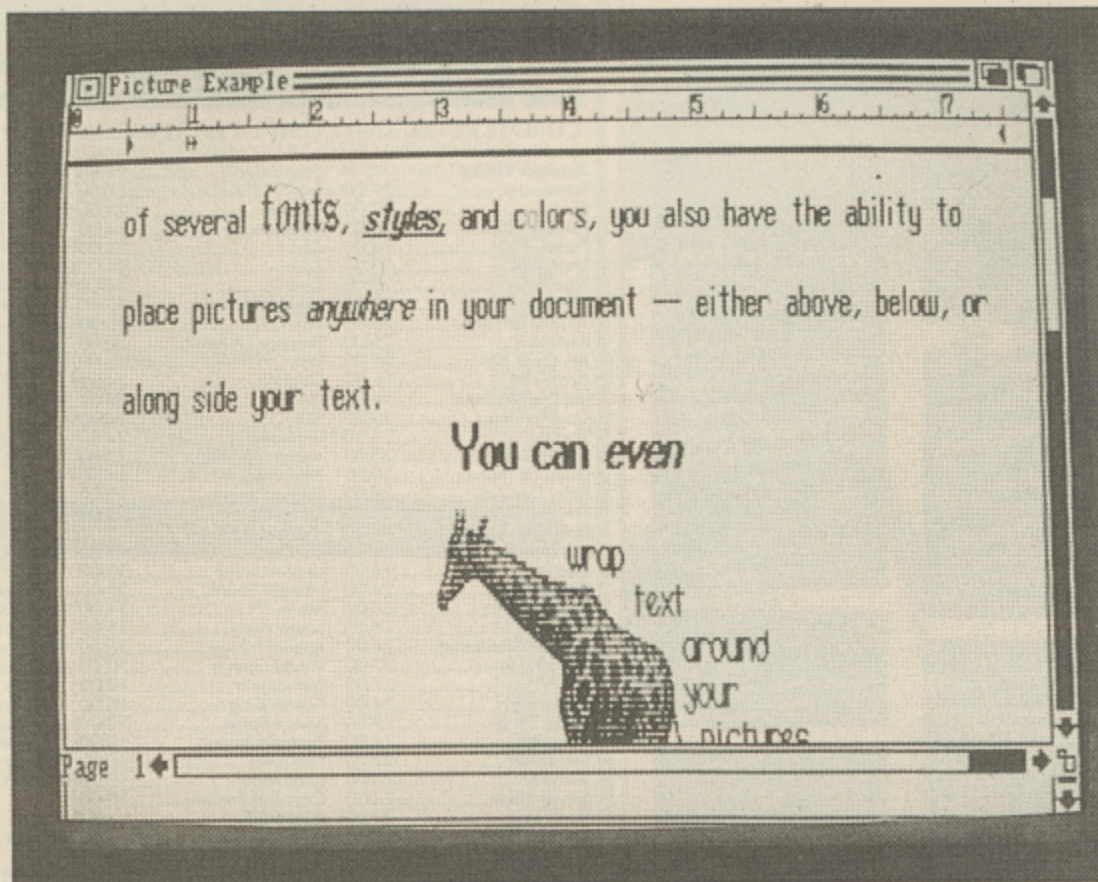 Picture Example
0 1 2 3 4 5 6 7
of several fonts, styles, and colors, you also have the ability to
place pictures anywhere in your document — either above, below, or
along side your text.
You can even
wrap
text
around
your
pictures
Page 1